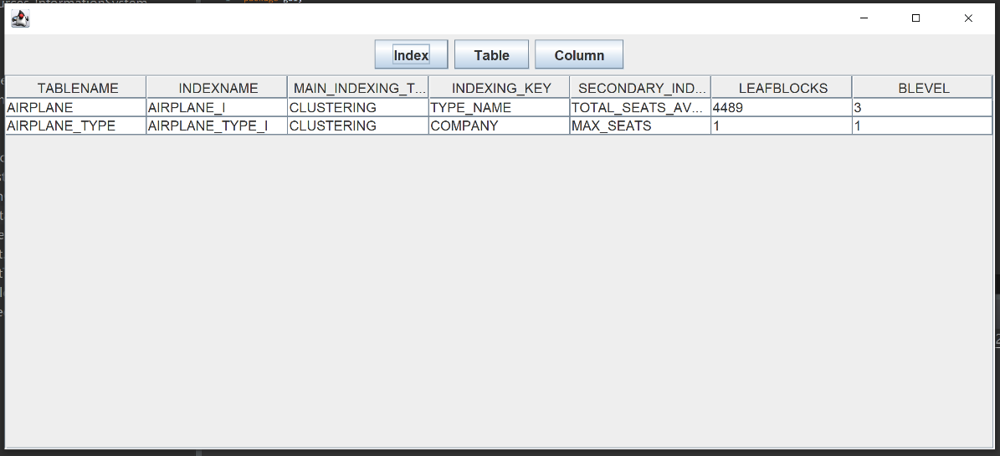 Index Table Column
TABLENAME INDEXNAME MAIN_INDEXING_T... INDEXING_KEY SECONDARY_IND... LEAFBLOCKS BLEVEL
AIRPLANE AIRPLANE_I CLUSTERING TYPE_NAME TOTAL_SEATS_AV... 4489 3
AIRPLANE_TYPE AIRPLANE_TYPE_I CLUSTERING COMPANY MAX_SEATS 1 1